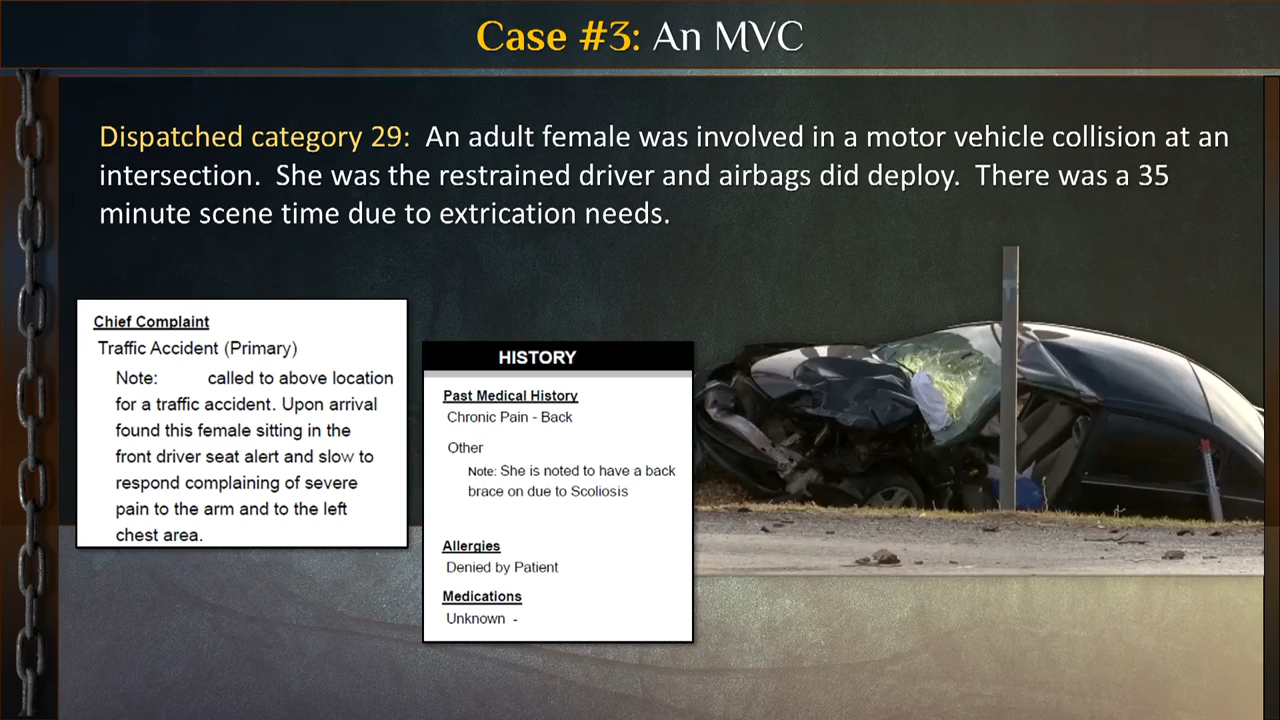 Case #3: An MVC
Dispatched category 29: An adult female was involved in a motor vehicle collision at an
intersection. She was the restrained driver and airbags did deploy. There was a 35
minute scene time due to extrication needs.
Chief Complaint
Traffic Accident (Primary)
Note: called to above location
for a traffic accident. Upon arrival
found this female sitting in the
front driver seat alert and slow to
respond complaining of severe
pain to the arm and to the left
chest area.
HISTORY
Past Medical History
Chronic Pain - Back
Other
Note: She is noted to have a back
brace on due to Scoliosis
Allergies
Denied by Patient
Medications
Unknown -